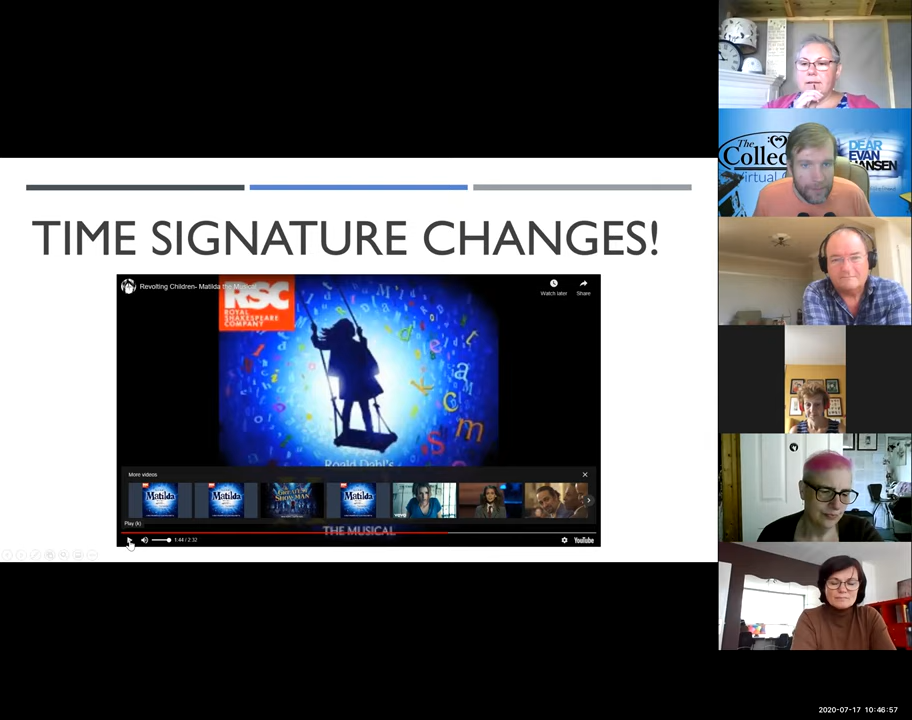 TIME SIGNATURE CHANGES!
Revolting Children- Matilda the Musical
Watch later
Share
RSC
ROYAL
SHAKESPEARE
COMPANY
Roald Dahl's
More videos
Matilda
Matilda
Matilda
THE MUSICAL
Play (k)
1:44 / 2:32
YouTube
The
DEAR
EVAN
HANSEN
2020-07-17 10:46:57